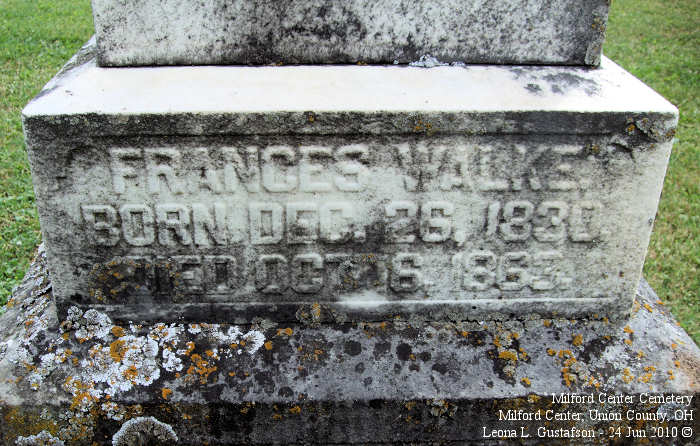 FRANCES WALKE
BORN DEC. 26, 1830
DIED OCT. 16, 1863.
Milford Center Cemetery
Milford Center, Union County, OH
Leona L. Gustafson - 24 Jun 2010 ©